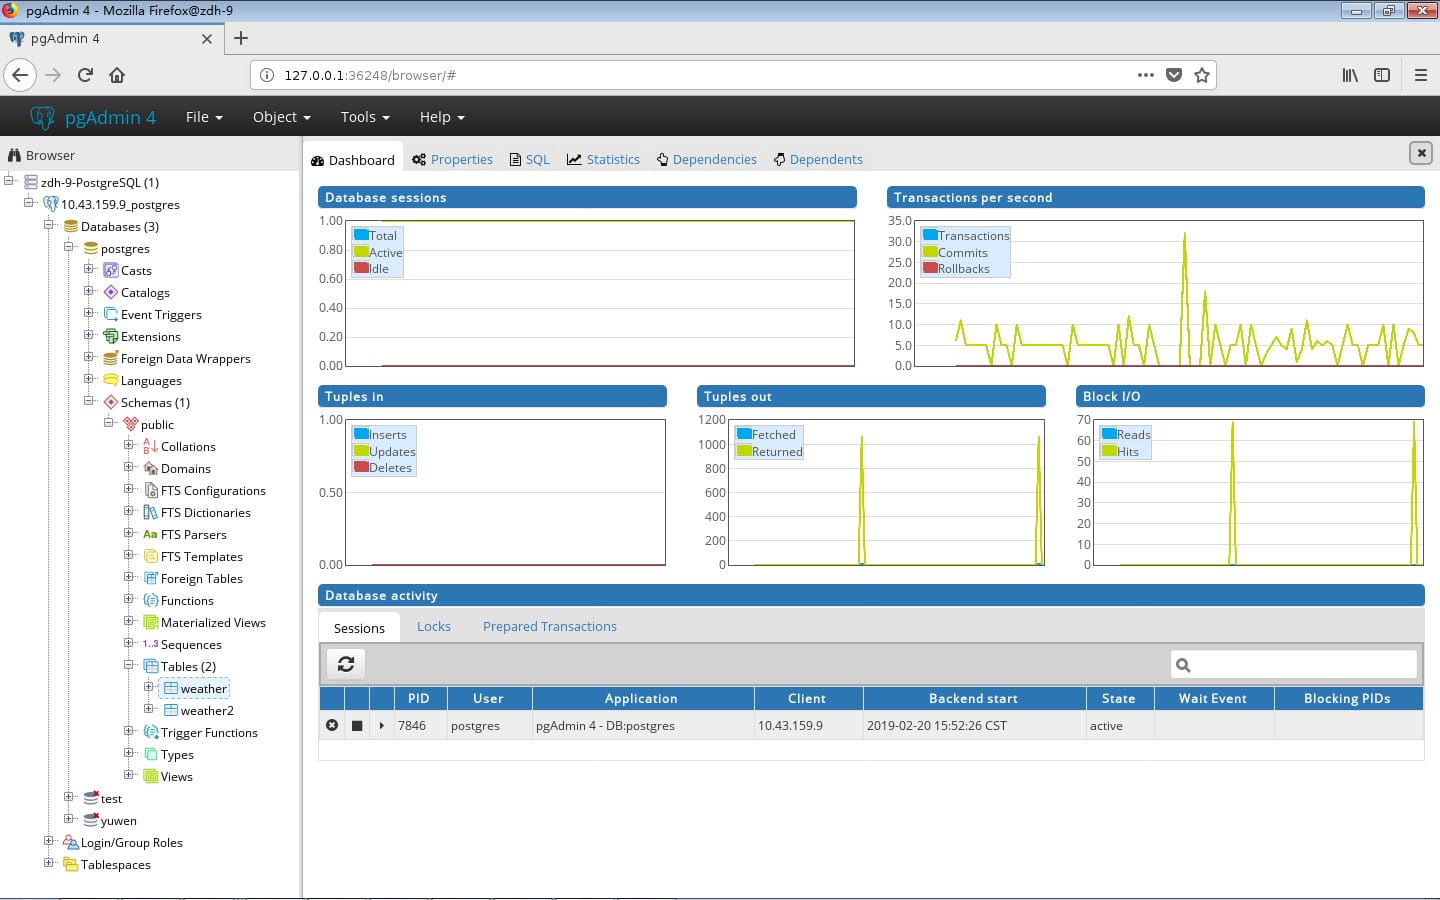 pgAdmin 4 - Mozilla Firefox@zdh-9
pgAdmin 4
127.0.0.1:36248/browser/#
pgAdmin 4 File Object Tools Help
Browser
zdh-9-PostgreSQL (1)
10.43.159.9_postgres
Databases (3)
postgres
Casts
Catalogs
Event Triggers
Extensions
Foreign Data Wrappers
Languages
Schemas (1)
public
Collations
Domains
FTS Configurations
FTS Dictionaries
FTS Parsers
FTS Templates
Foreign Tables
Functions
Materialized Views
1..3 Sequences
Tables (2)
weather
weather2
Trigger Functions
Types
Views
test
yuwen
Login/Group Roles
Tablespaces
Dashboard Properties SQL Statistics Dependencies Dependents
Database sessions
1.00
0.80
0.60
0.40
0.20
0.00
Total
Active
Idle
Transactions per second
35.0
30.0
25.0
20.0
15.0
10.0
5.0
0.0
Transactions
Commits
Rollbacks
Tuples in
1.00
0.50
0.00
Inserts
Updates
Deletes
Tuples out
1200
1000
800
600
400
200
0
Fetched
Returned
Block I/O
70
60
50
40
30
20
10
0
Reads
Hits
Database activity
Sessions Locks Prepared Transactions
PID User Application Client Backend start State Wait Event Blocking PIDs
7846 postgres pgAdmin 4 - DB:postgres 10.43.159.9 2019-02-20 15:52:26 CST active